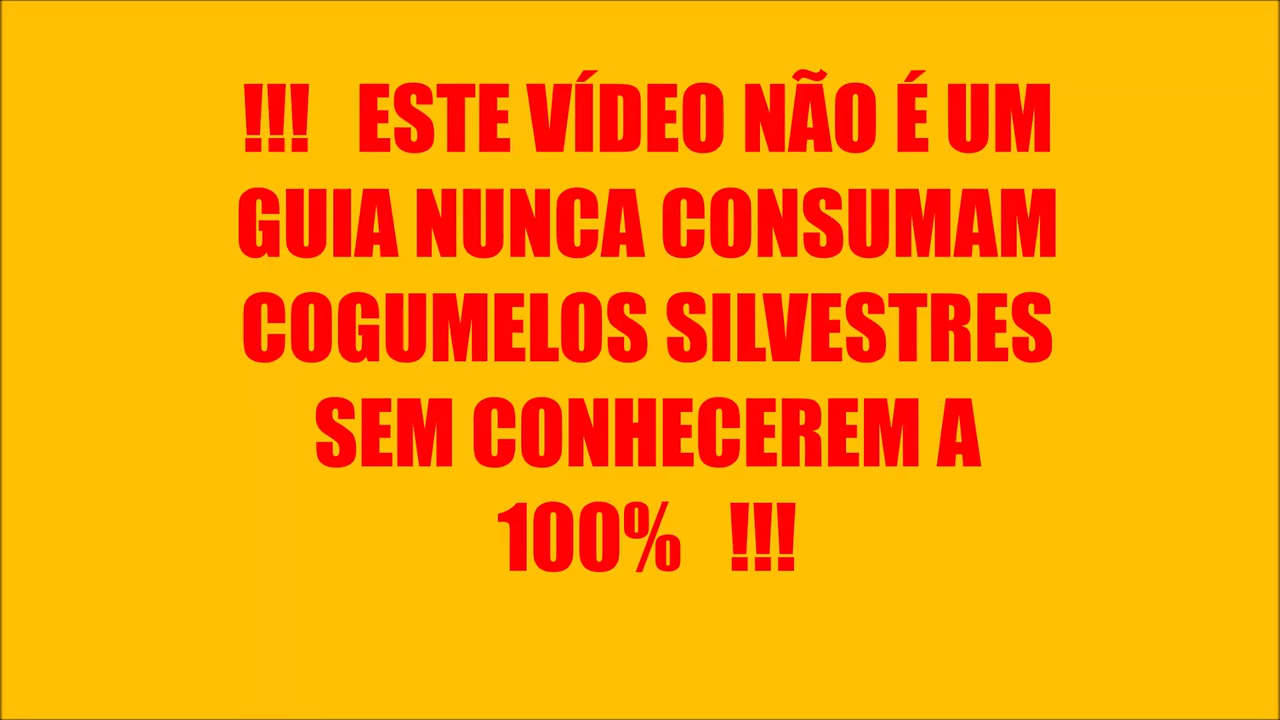 !!! ESTE VÍDEO NÃO É UM
GUIA NUNCA CONSUMAM
COGUMELOS SILVESTRES
SEM CONHECEREM A
100% !!!